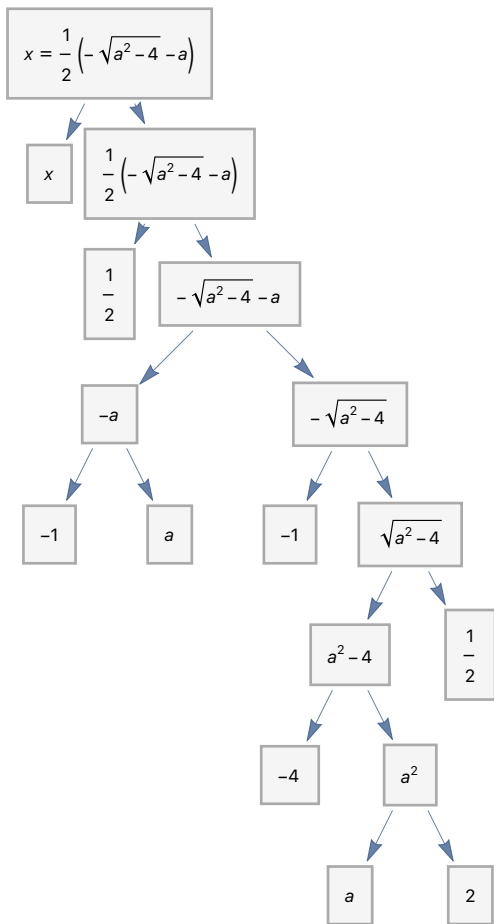 x = 1/2 (-√(a² - 4) - a)
x
1/2 (-√(a² - 4) - a)
1/2
-√(a² - 4) - a
-a
-√(a² - 4)
-1
a
-1
√(a² - 4)
a² - 4
1/2
-4
a²
a
2